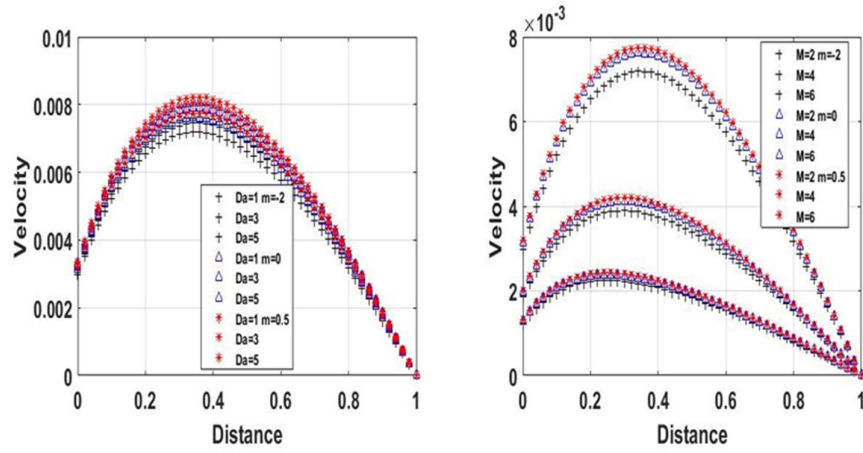 0.01
0.008
0.006
0.004
0.002
0
Velocity
0 0.2 0.4 0.6 0.8 1
Distance
Da=1 m=-2
Da=3
Da=5
Da=1 m=0
Da=3
Da=5
Da=1 m=0.5
Da=3
Da=5
×10-3
8
6
4
2
0
Velocity
0 0.2 0.4 0.6 0.8 1
Distance
M=2 m=-2
M=4
M=6
M=2 m=0
M=4
M=6
M=2 m=0.5
M=4
M=6